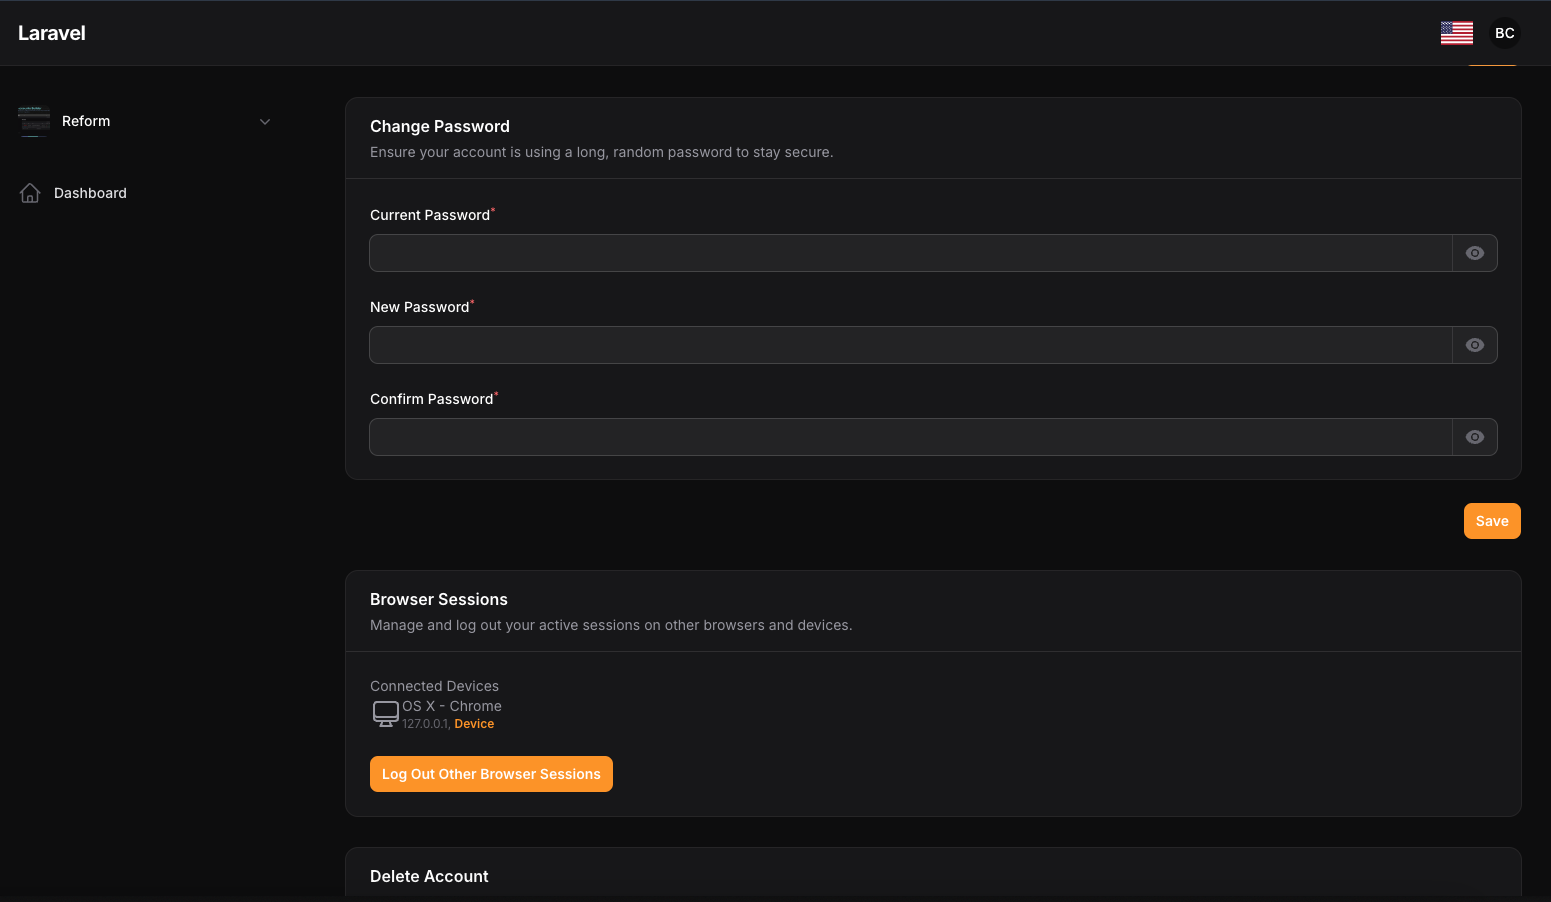 Laravel
BC
Reform
Dashboard
Change Password
Ensure your account is using a long, random password to stay secure.
Current Password*
New Password*
Confirm Password*
Save
Browser Sessions
Manage and log out your active sessions on other browsers and devices.
Connected Devices
OS X - Chrome
127.0.0.1, Device
Log Out Other Browser Sessions
Delete Account